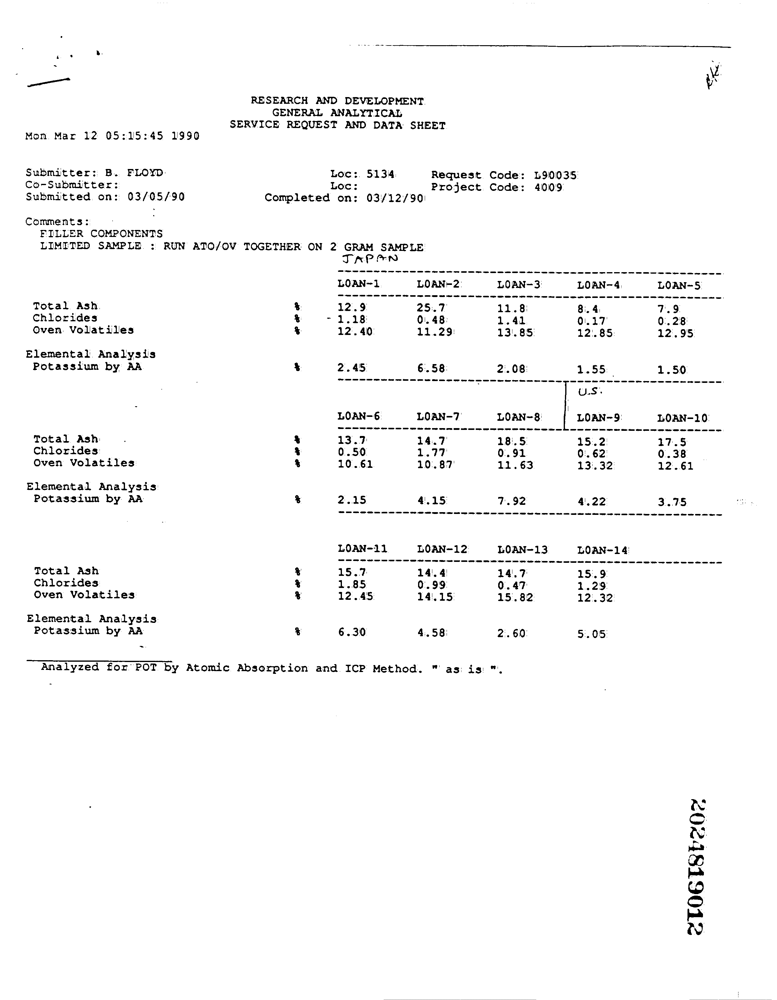 RESEARCH AND DEVELOPMENT
GENERAL ANALYTICAL
SERVICE REQUEST AND DATA SHEET
Mon Mar 12 05:15:45 1990
Submitter: B. FLOYD Loc: 5134 Request Code: L90035
Co-Submitter: Loc: Project Code: 4009
Submitted on: 03/05/90 Completed on: 03/12/90
Comments:
FILLER COMPONENTS
LIMITED SAMPLE : RUN ATO/OV TOGETHER ON 2 GRAM SAMPLE
JAPAN
LOAN-1 LOAN-2 LOAN-3 LOAN-4 LOAN-5
Total Ash % 12.9 25.7 11.8 8.4 7.9
Chlorides % - 1.18 0.48 1.41 0.17 0.28
Oven Volatiles % 12.40 11.29 13.85 12.85 12.95
Elemental Analysis
Potassium by AA % 2.45 6.58 2.08 1.55 1.50
U.S.
LOAN-6 LOAN-7 LOAN-8 LOAN-9 LOAN-10
Total Ash % 13.7 14.7 18.5 15.2 17.5
Chlorides % 0.50 1.77 0.91 0.62 0.38
Oven Volatiles % 10.61 10.87 11.63 13.32 12.61
Elemental Analysis
Potassium by AA % 2.15 4.15 7.92 4.22 3.75
LOAN-11 LOAN-12 LOAN-13 LOAN-14
Total Ash % 15.7 14.4 14.7 15.9
Chlorides % 1.85 0.99 0.47 1.29
Oven Volatiles % 12.45 14.15 15.82 12.32
Elemental Analysis
Potassium by AA % 6.30 4.58 2.60 5.05
Analyzed for POT by Atomic Absorption and ICP Method. " as is ".
2024819012